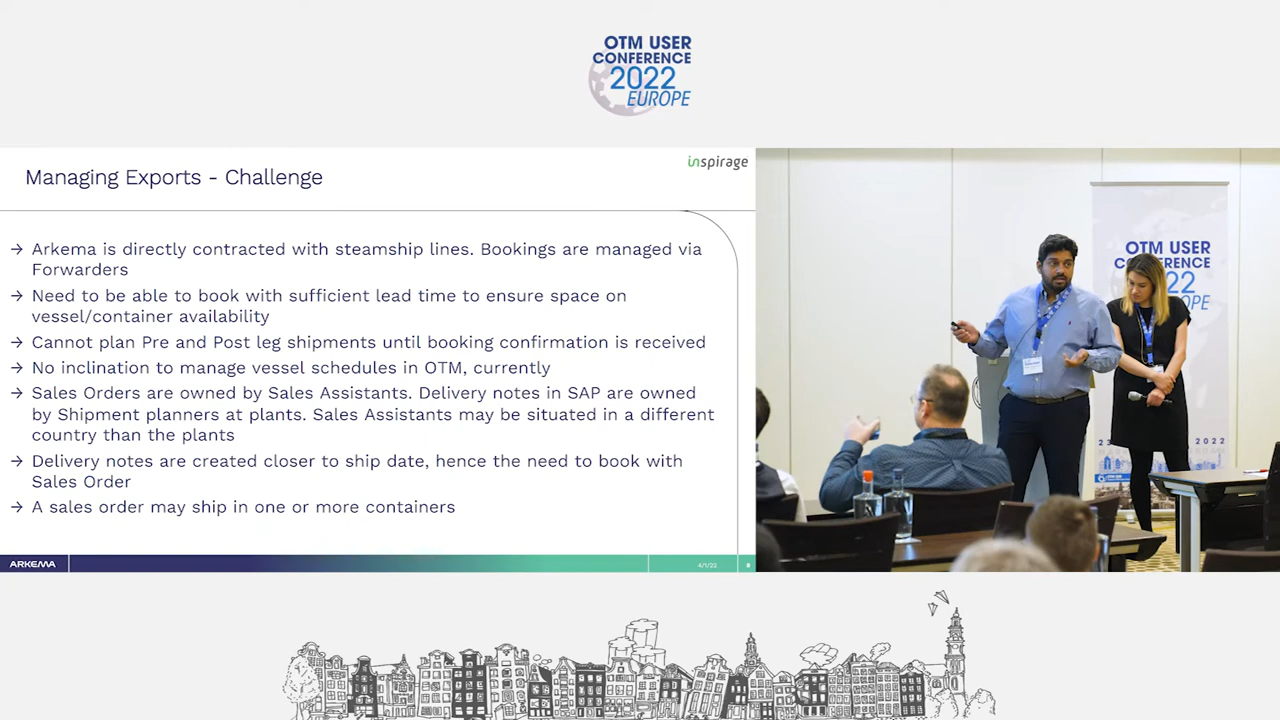 OTM USER
CONFERENCE
2022
EUROPE
inspirage
Managing Exports - Challenge
→ Arkema is directly contracted with steamship lines. Bookings are managed via
Forwarders
→ Need to be able to book with sufficient lead time to ensure space on
vessel/container availability
→ Cannot plan Pre and Post leg shipments until booking confirmation is received
→ No inclination to manage vessel schedules in OTM, currently
→ Sales Orders are owned by Sales Assistants. Delivery notes in SAP are owned
by Shipment planners at plants. Sales Assistants may be situated in a different
country than the plants
→ Delivery notes are created closer to ship date, hence the need to book with
Sales Order
→ A sales order may ship in one or more containers
ARKEMA
4/1/22
8
OTM USER
CONFERENCE
22
OPE
2022